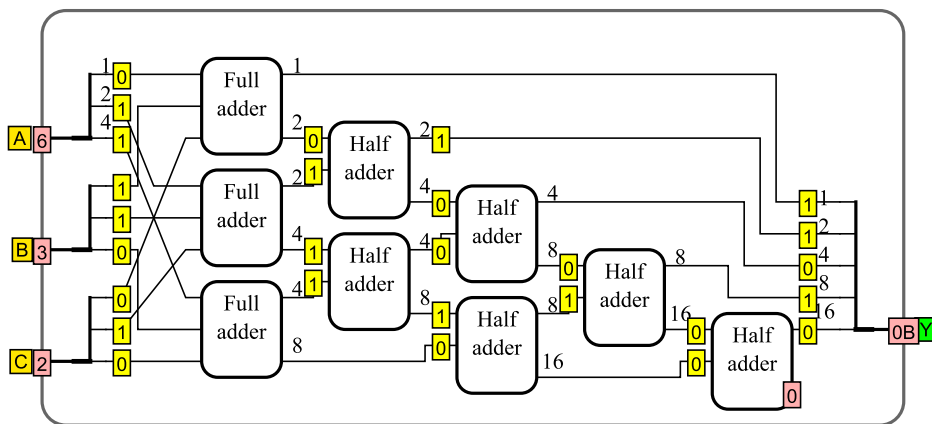 1 0 Full adder 1
2 1
A 6 4 1 2 0 Half adder 2 1
1 Full adder 2 1
1 4 0 Half adder 4 1 1
B 3 0 4 1 Half adder 4 0 1 2
4 1 8 0 Half adder 8 0 4
C 2 0 Full adder 8 1 Half adder 8 1 1 8
1 16 0 Half adder 0 16 0B Y
0 8 0 16 0
0